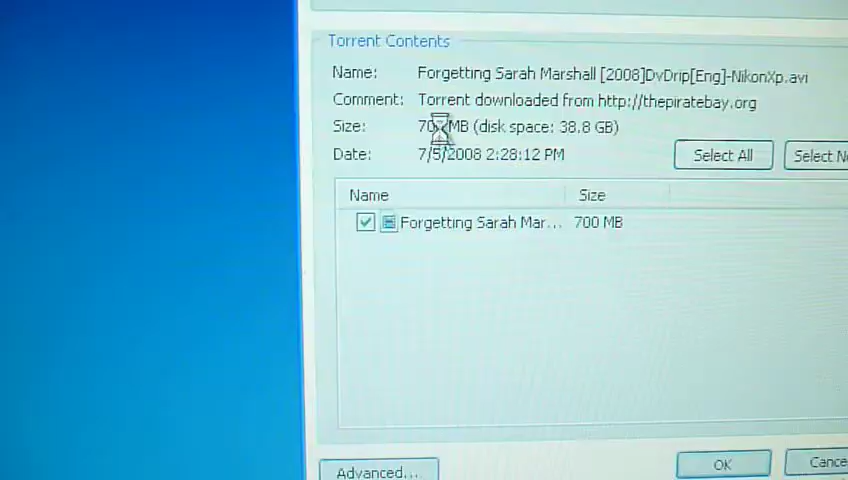 Torrent Contents
Name: Forgetting Sarah Marshall [2008]DvDrip[Eng]-NikonXp.avi
Comment: Torrent downloaded from http://thepiratebay.org
Size: MB (disk space: 38.8 GB)
Date: 7/5/2008 2:28:12 PM
Select All
Select
Name Size
Forgetting Sarah Mar... 700 MB
Advanced...
OK
Cance